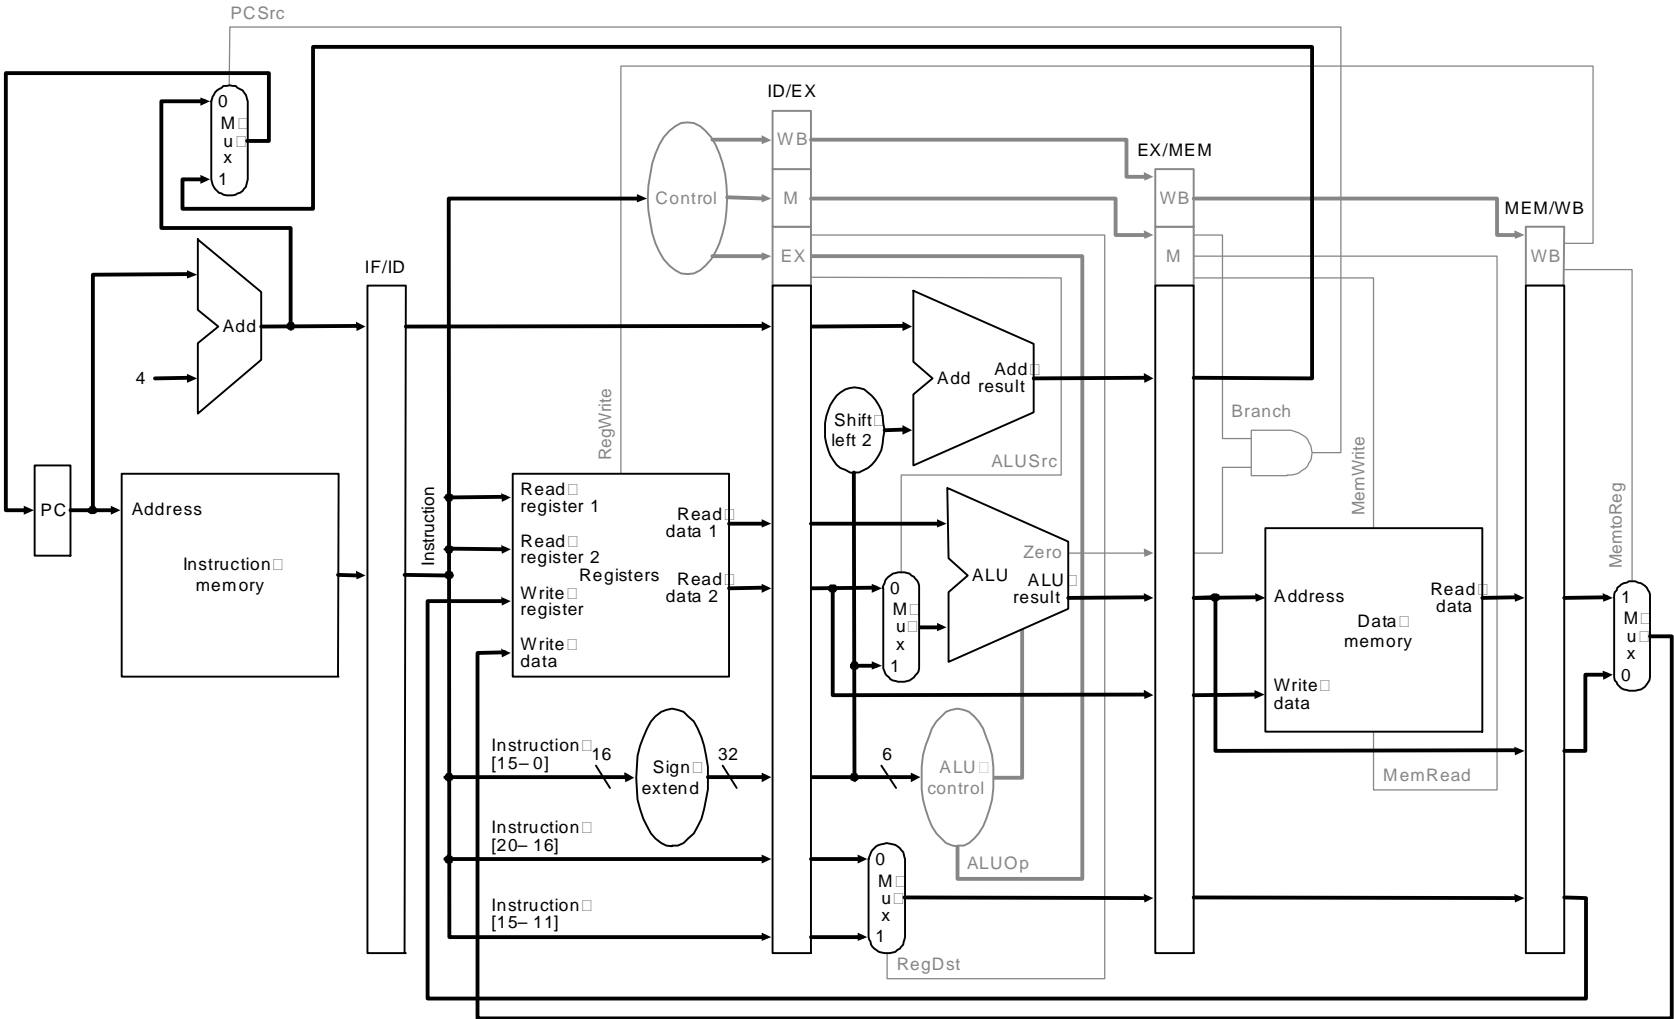 PCSrc
ID/EX
0
M
u
x
1
WB
EX/MEM
Control
M
WB
MEM/WB
EX
M
WB
IF/ID
Add
4
Add
Add
result
Shift
left 2
Branch
RegWrite
ALUSrc
MemWrite
MemtoReg
PC
Address
Instruction
memory
Instruction
Read
register 1
Read
register 2
Write
register
Write
data
Registers
Read
data 1
Read
data 2
0
M
u
x
1
Zero
ALU
ALU
result
Address
Read
data
Data
memory
Write
data
1
M
u
x
0
Instruction
[15– 0]
16
Sign
extend
32
6
ALU
control
MemRead
Instruction
[20– 16]
ALUOp
0
M
u
x
1
Instruction
[15– 11]
RegDst